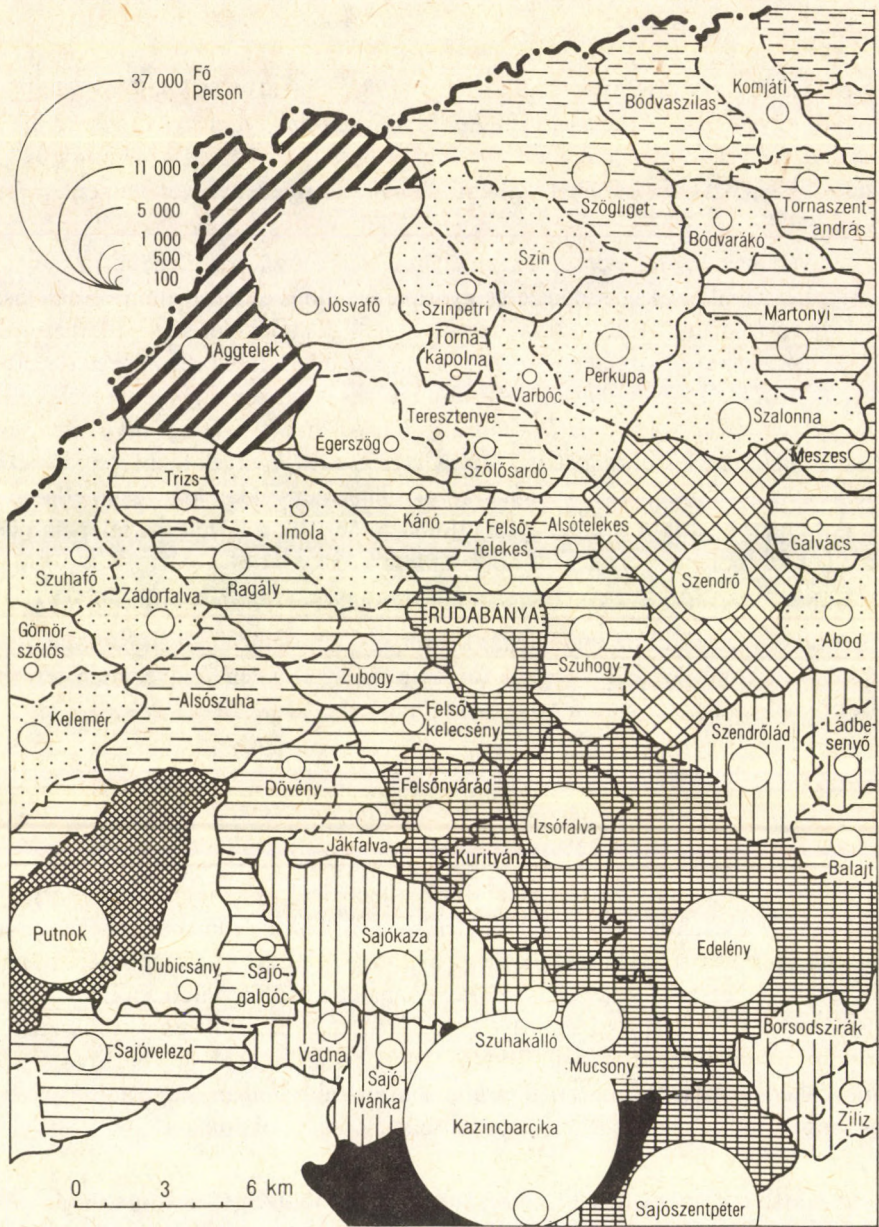 37 000 Fő
Person
11 000
5 000
1 000
500
100
Komjáti
Bódvaszilas
Szögliget
Tornaszent
andrás
Bódvarákó
Szin
Jósvafő
Szinpetri
Martonyi
Torna
kápolna
Aggtelek
Perkupa
Varbóc
Teresztenye
Szalonna
Égerszög
Szőlősardó
Meszes
Trizs
Imola
Kánó
Felső
telekes
Alsótelekes
Galvács
Szuhafő
Ragály
Szendrő
Zádorfalva
RUDABÁNYA
Gömör
szőlős
Abod
Szuhogy
Zubogy
Alsószuha
Kelemér
Felső
kelecsény
Szendrőlád
Ládbe-
senyő
Dövény
Felsőnyárád
Izsófalva
Jákfalva
Kurityán
Balajt
Putnok
Sajókaza
Edelény
Dubicsány
Sajó
galgóc
Szuhakálló
Borsodszirák
Sajóvelezd
Vadna
Mucsony
Sajó
ivánka
Ziliz
Kazincbarcika
0 3 6 km
Sajószentpéter